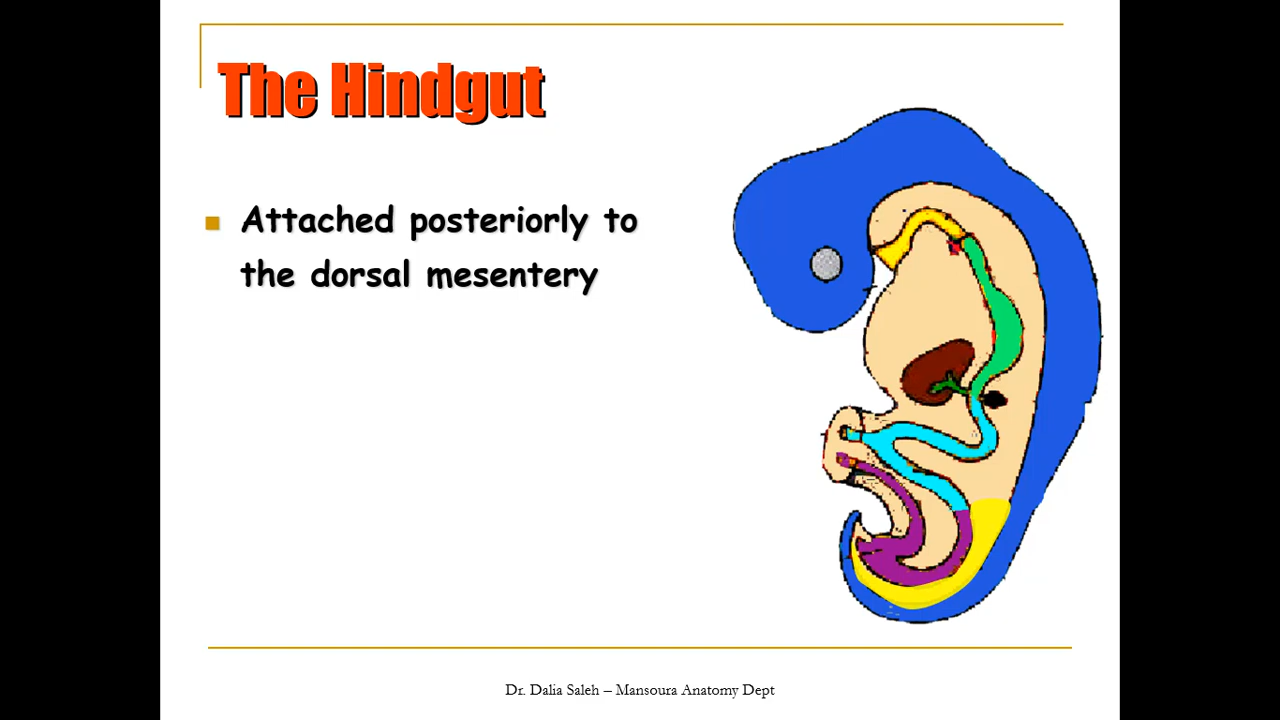 The Hindgut
Attached posteriorly to
the dorsal mesentery
Dr. Dalia Saleh – Mansoura Anatomy Dept